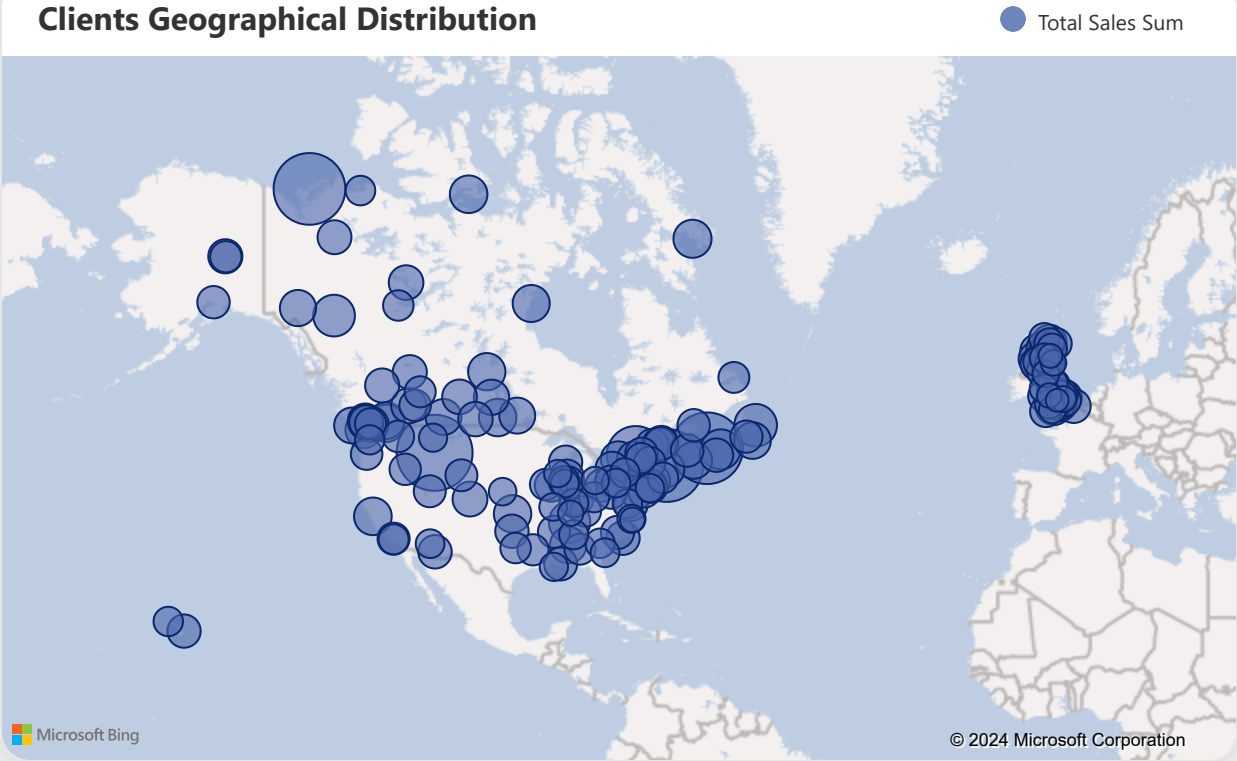 Clients Geographical Distribution
Total Sales Sum
Microsoft Bing
© 2024 Microsoft Corporation